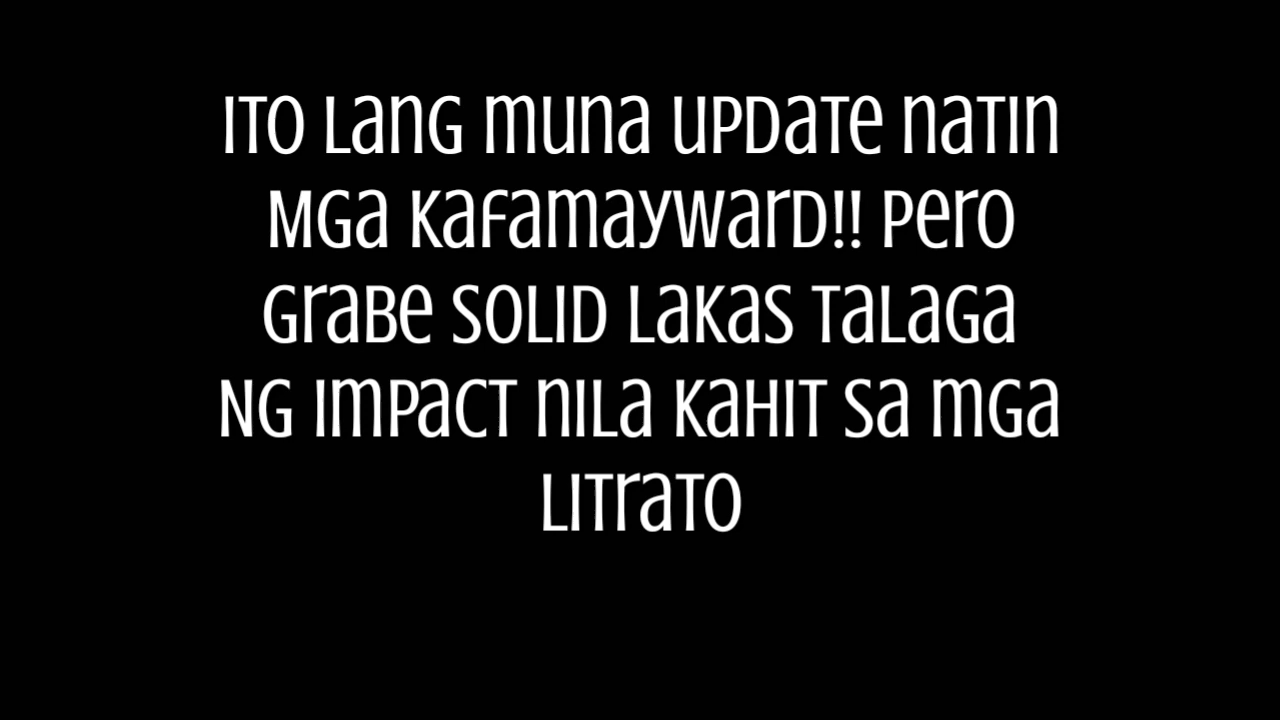 Ito lang muna update natin
mga kafamayward!! Pero
grabe solid lakas talaga
ng impact nila kahit sa mga
litrato